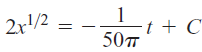 2x^{1/2} = -\frac{1}{50\pi}t + C